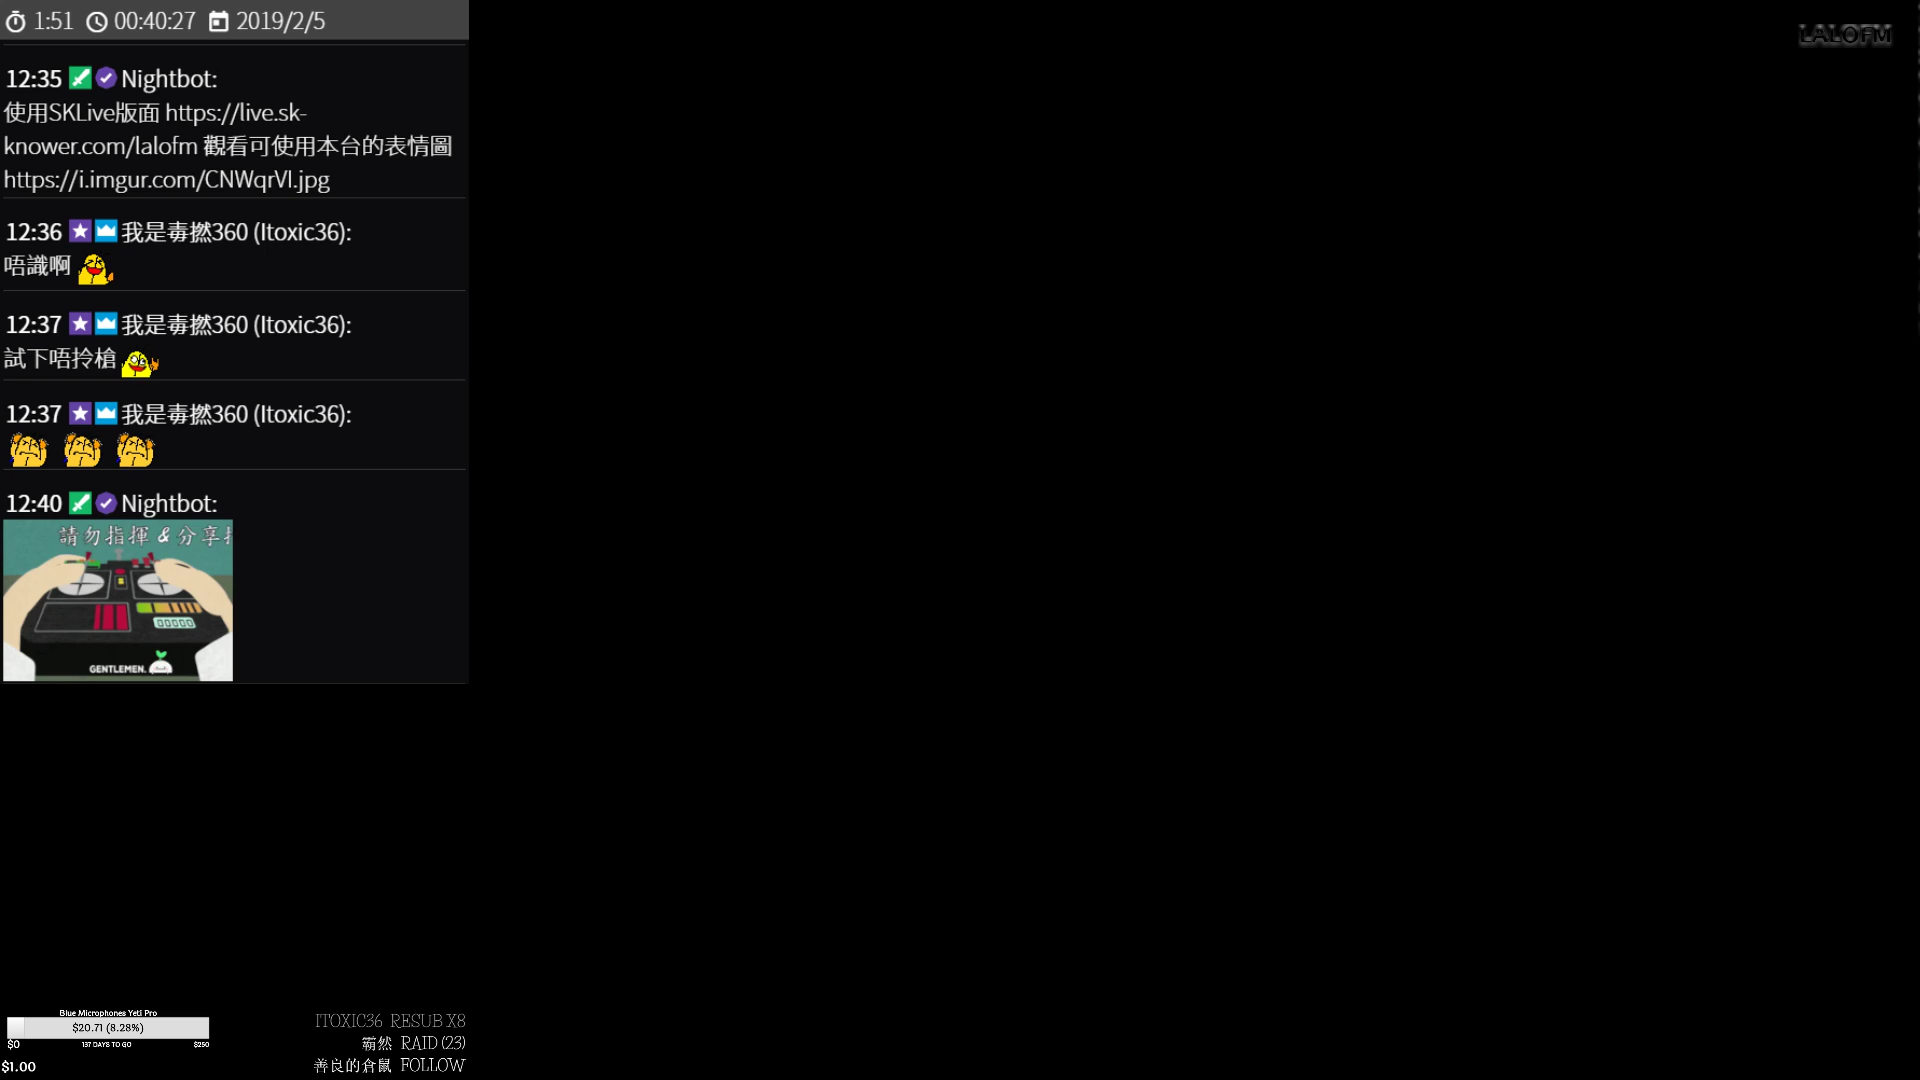 1:51 00:40:27 2019/2/5
LALOFM
12:35 Nightbot:
使用SKLive版面 https://live.sk-
knower.com/lalofm 觀看可使用本台的表情圖
https://i.imgur.com/CNWqrVl.jpg
12:36 我是毒撚360 (Itoxic36):
唔識啊
12:37 我是毒撚360 (Itoxic36):
試下唔拎槍
12:37 我是毒撚360 (Itoxic36):
12:40 Nightbot:
請勿指揮 & 分享
00000
GENTLEMEN.
Blue Microphones Yeti Pro
$20.71 (8.28%)
$0 137 DAYS TO GO $250
$1.00
ITOXIC36 RESUB X8
霸然 RAID (23)
善良的倉鼠 FOLLOW